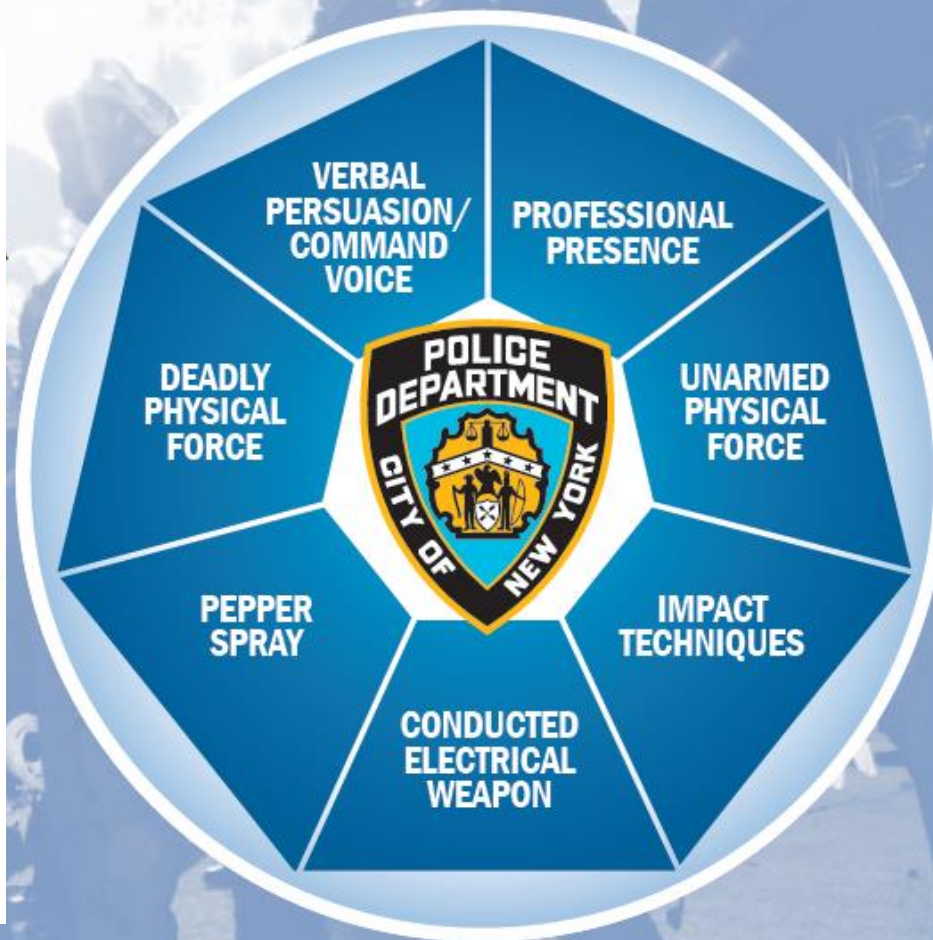 VERBAL
PERSUASION/
COMMAND
VOICE
PROFESSIONAL
PRESENCE
DEADLY
PHYSICAL
FORCE
POLICE
DEPARTMENT
CITY OF
NEW YORK
UNARMED
PHYSICAL
FORCE
PEPPER
SPRAY
IMPACT
TECHNIQUES
CONDUCTED
ELECTRICAL
WEAPON